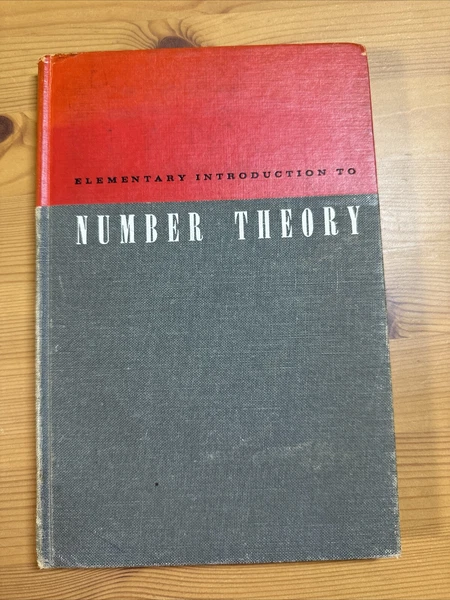 ELEMENTARY INTRODUCTION TO
NUMBER THEORY